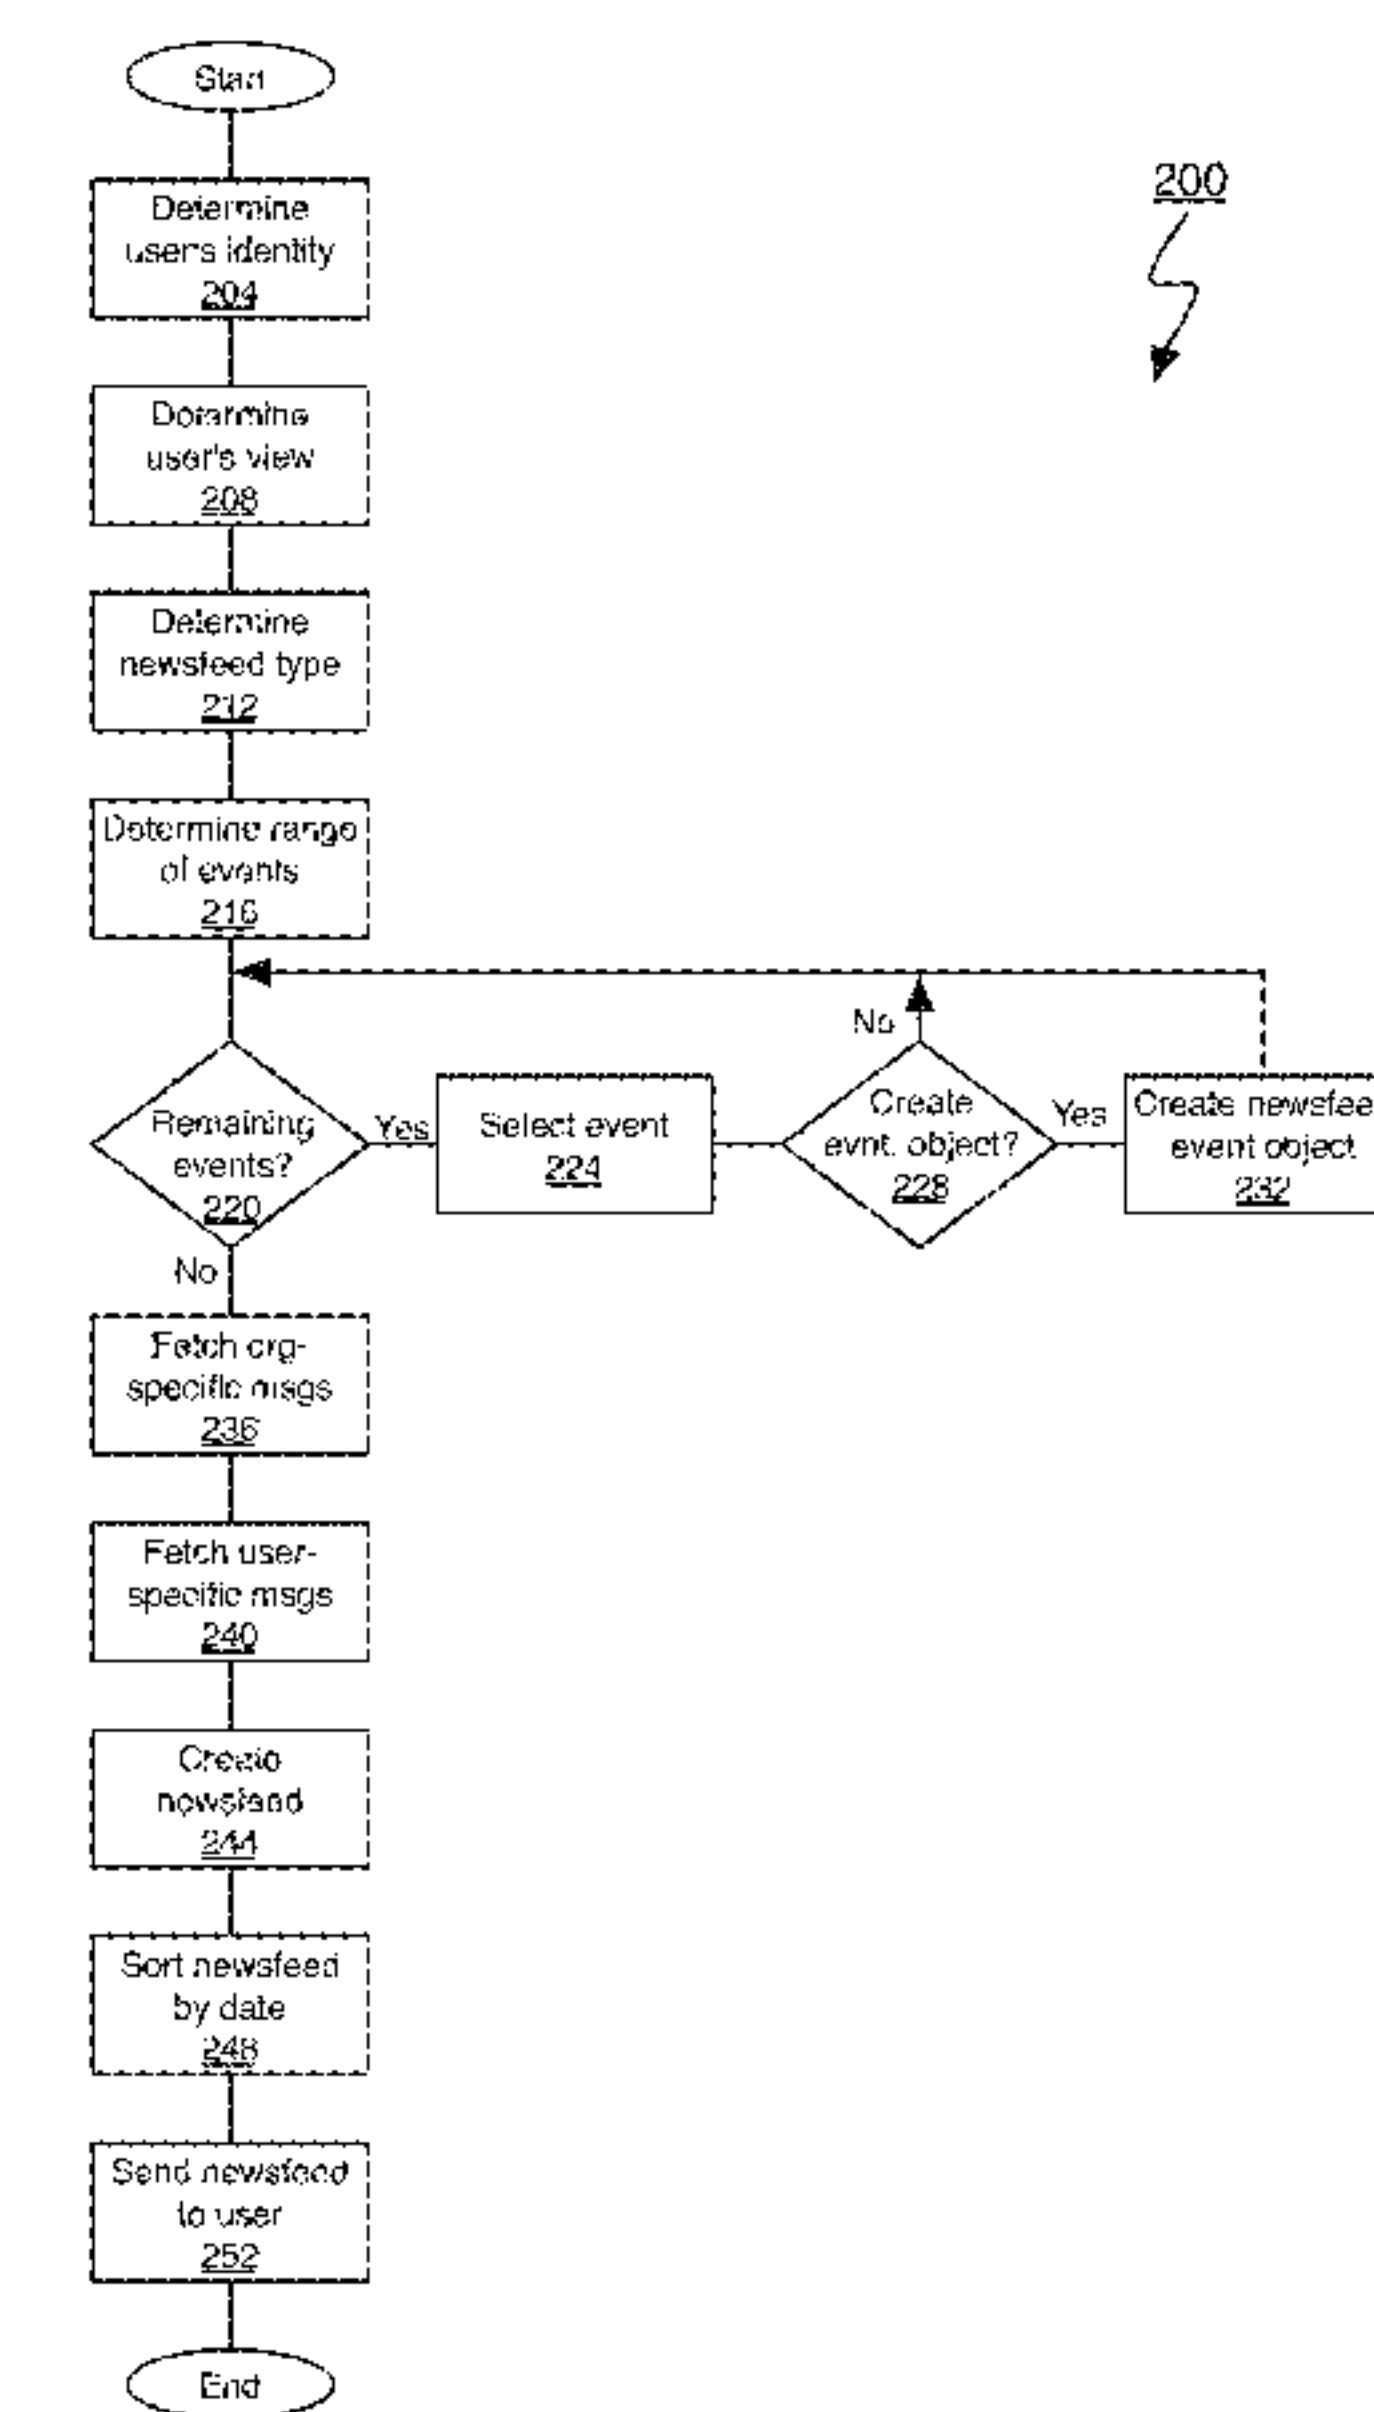 Start
200
Determine
user's identity
204
Determine
user's view
208
Determine
newsfeed type
212
Determine range
of events
216
No
Remaining
events?
220
Yes
Select event
224
Create
evnt. object?
228
Yes
Create newsfee
event object
232
No
Fetch org-
specific msgs
236
Fetch user-
specific msgs
240
Create
newsfeed
244
Sort newsfeed
by date
248
Send newsfeed
to user
252
End